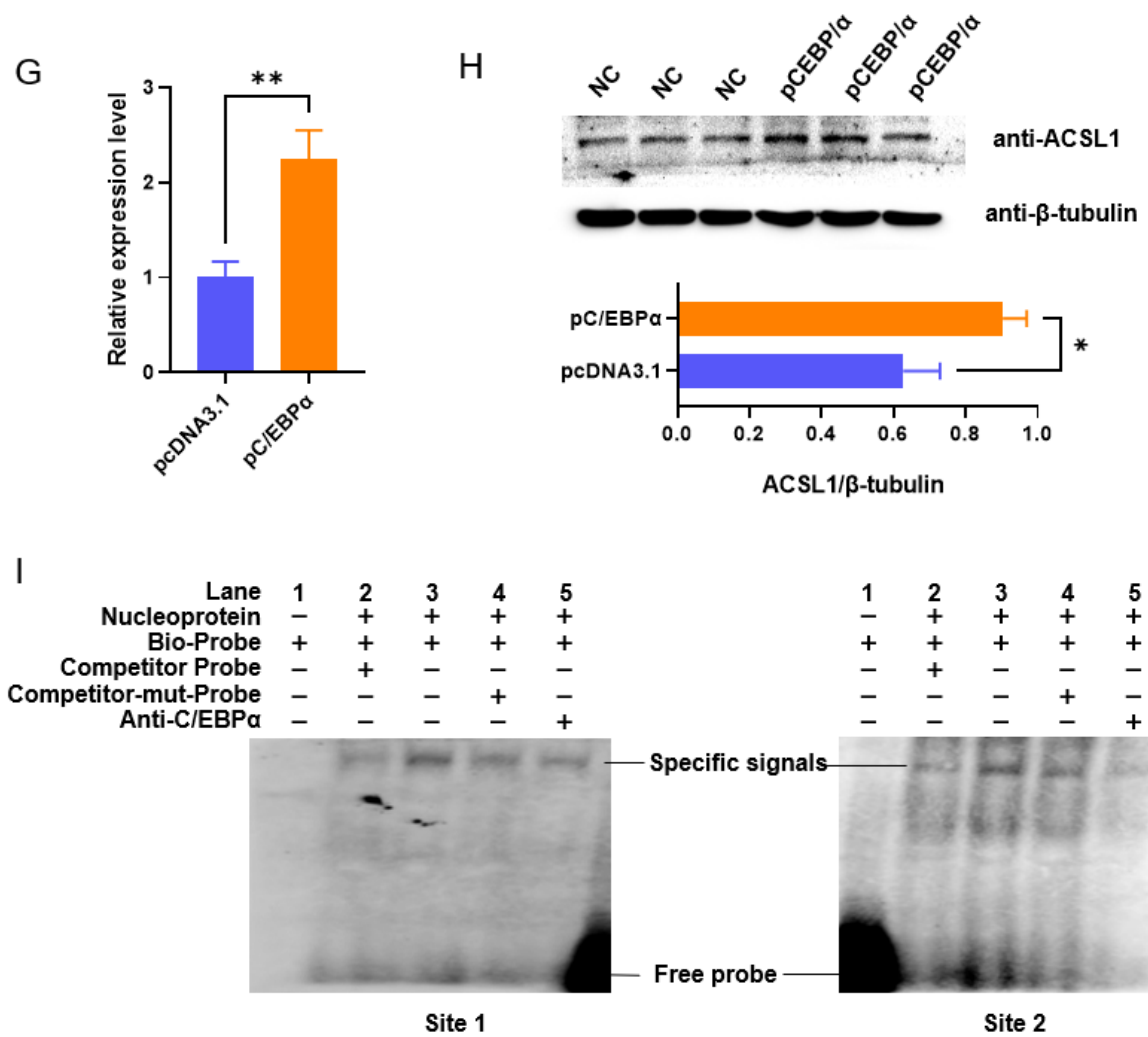 G
Relative expression level
3
2
1
0
**
pcDNA3.1
pC/EBPα
H
NC NC NC pCEBP/α pCEBP/α pCEBP/α
anti-ACSL1
anti-β-tubulin
pC/EBPα
pcDNA3.1
*
0.0 0.2 0.4 0.6 0.8 1.0
ACSL1/β-tubulin
I
Lane 1 2 3 4 5 1 2 3 4 5
Nucleoprotein − + + + + − + + + +
Bio-Probe + + + + + + + + + +
Competitor Probe − + − − − − + − − −
Competitor-mut-Probe − − − + − − − − + −
Anti-C/EBPα − − − − + − − − − +
Specific signals
Free probe
Site 1 Site 2